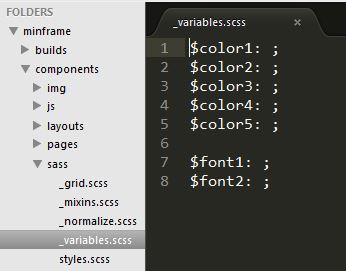 FOLDERS
minframe
builds
components
img
js
layouts
pages
sass
_grid.scss
_mixins.scss
_normalize.scss
_variables.scss
styles.scss
_variables.scss ×
1 $color1: ;
2 $color2: ;
3 $color3: ;
4 $color4: ;
5 $color5: ;
6
7 $font1: ;
8 $font2: ;